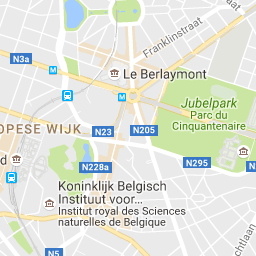 Franklinstraat
N3a
Le Berlaymont
M
M
Jubelpark
Parc du
Cinquantenaire
OPESE WIJK
N23
N205
N228a
N295
d
Koninklijk Belgisch
Instituut voor...
Institut royal des Sciences
naturelles de Belgique
chtlaan
N5